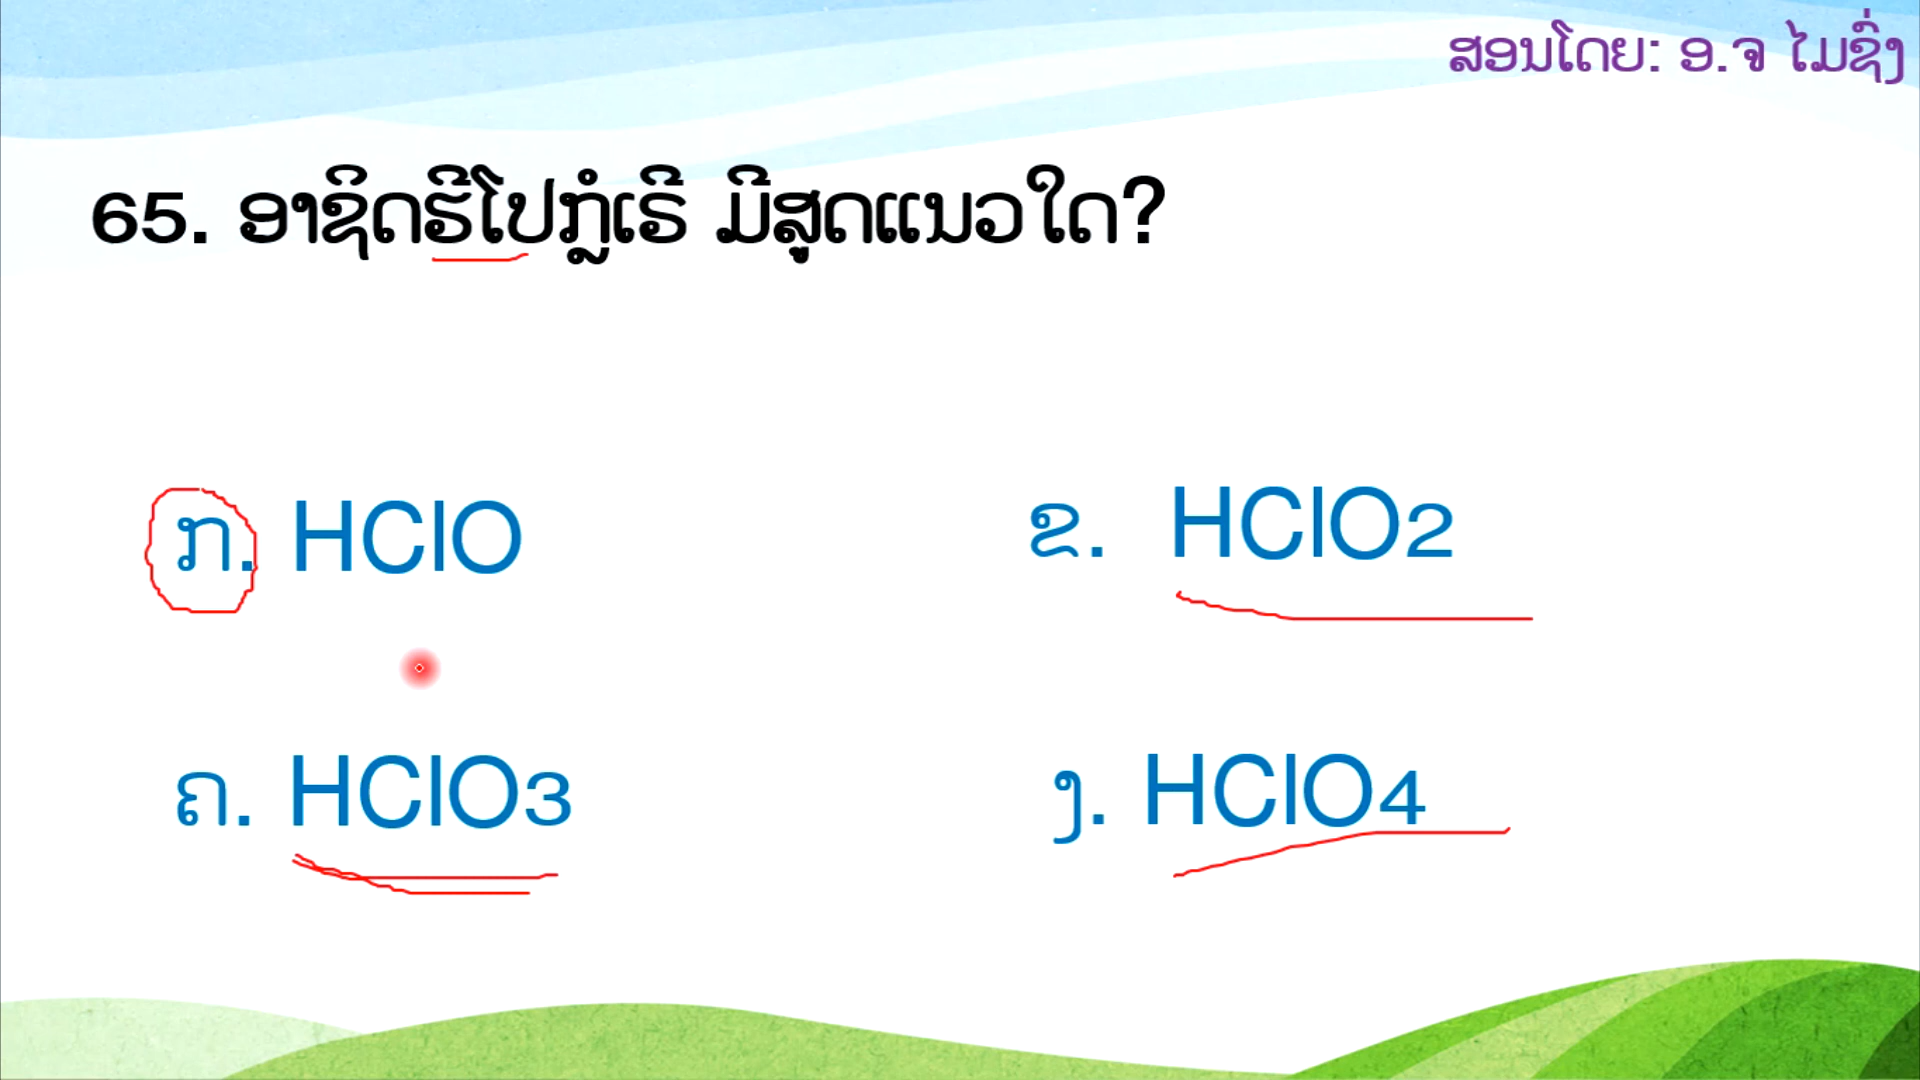 ສອນໂດຍ: ອ.ຈ ໄມຊົ່ງ
65. ອາຊິດຮີໂປກຼໍເຣີ ມີສູດແນວໃດ?
ກ. HClO
ຂ. HClO2
ຄ. HClO3
ງ. HClO4